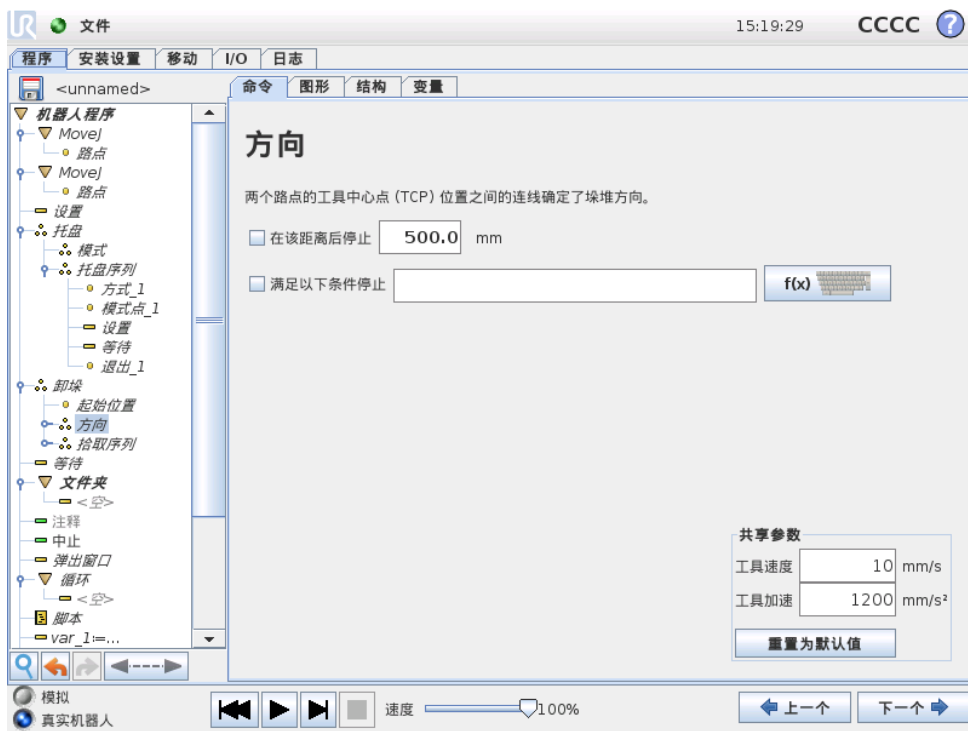 UR 文件 15:19:29 CCCC ?
程序 安装设置 移动 I/O 日志
<unnamed>
命令 图形 结构 变量
机器人程序
MoveJ
路点
MoveJ
路点
设置
托盘
模式
托盘序列
方式_1
模式点_1
设置
等待
退出_1
卸垛
起始位置
方向
拾取序列
等待
文件夹
<空>
注释
中止
弹出窗口
循环
<空>
脚本
var_1:=...
方向
两个路点的工具中心点 (TCP) 位置之间的连线确定了垛堆方向。
在该距离后停止 500.0 mm
满足以下条件停止 f(x)
共享参数
工具速度 10 mm/s
工具加速 1200 mm/s²
重置为默认值
模拟
真实机器人
速度 100%
上一个 下一个